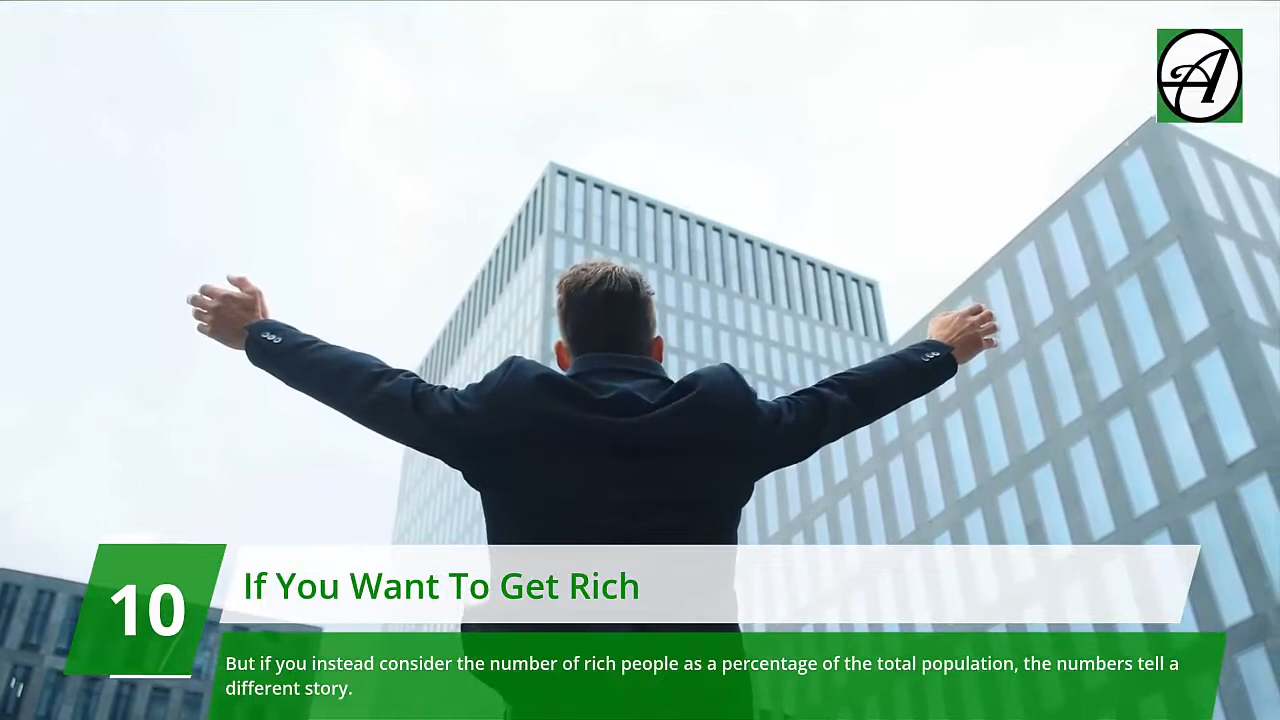 A
10
If You Want To Get Rich
But if you instead consider the number of rich people as a percentage of the total population, the numbers tell a
different story.